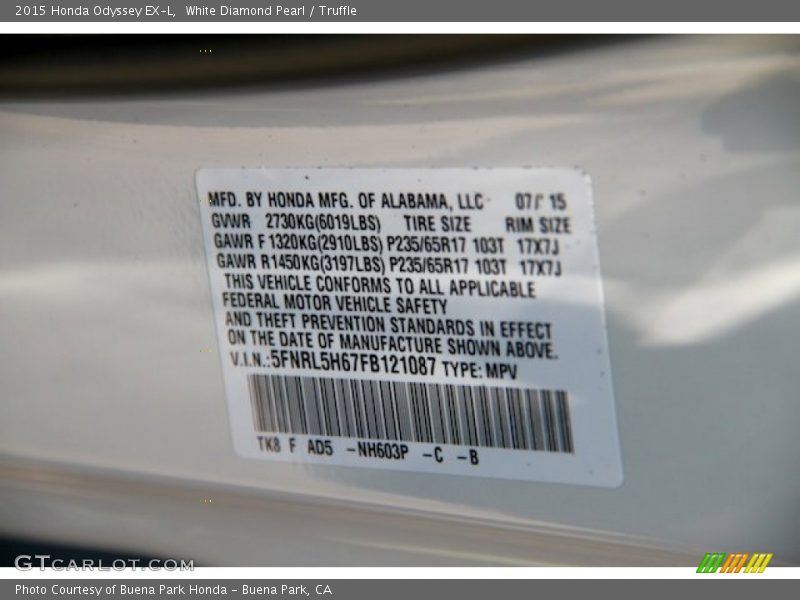 2015 Honda Odyssey EX-L, White Diamond Pearl / Truffle
MFD. BY HONDA MFG. OF ALABAMA, LLC 07/ 15
GVWR 2730KG(6019LBS) TIRE SIZE RIM SIZE
GAWR F 1320KG(2910LBS) P235/65R17 103T 17X7J
GAWR R1450KG(3197LBS) P235/65R17 103T 17X7J
THIS VEHICLE CONFORMS TO ALL APPLICABLE
FEDERAL MOTOR VEHICLE SAFETY
AND THEFT PREVENTION STANDARDS IN EFFECT
ON THE DATE OF MANUFACTURE SHOWN ABOVE.
V.I.N.:5FNRL5H67FB121087 TYPE: MPV
TK8 F AD5 -NH603P -C -B
GTCARLOT.COM
Photo Courtesy of Buena Park Honda - Buena Park, CA